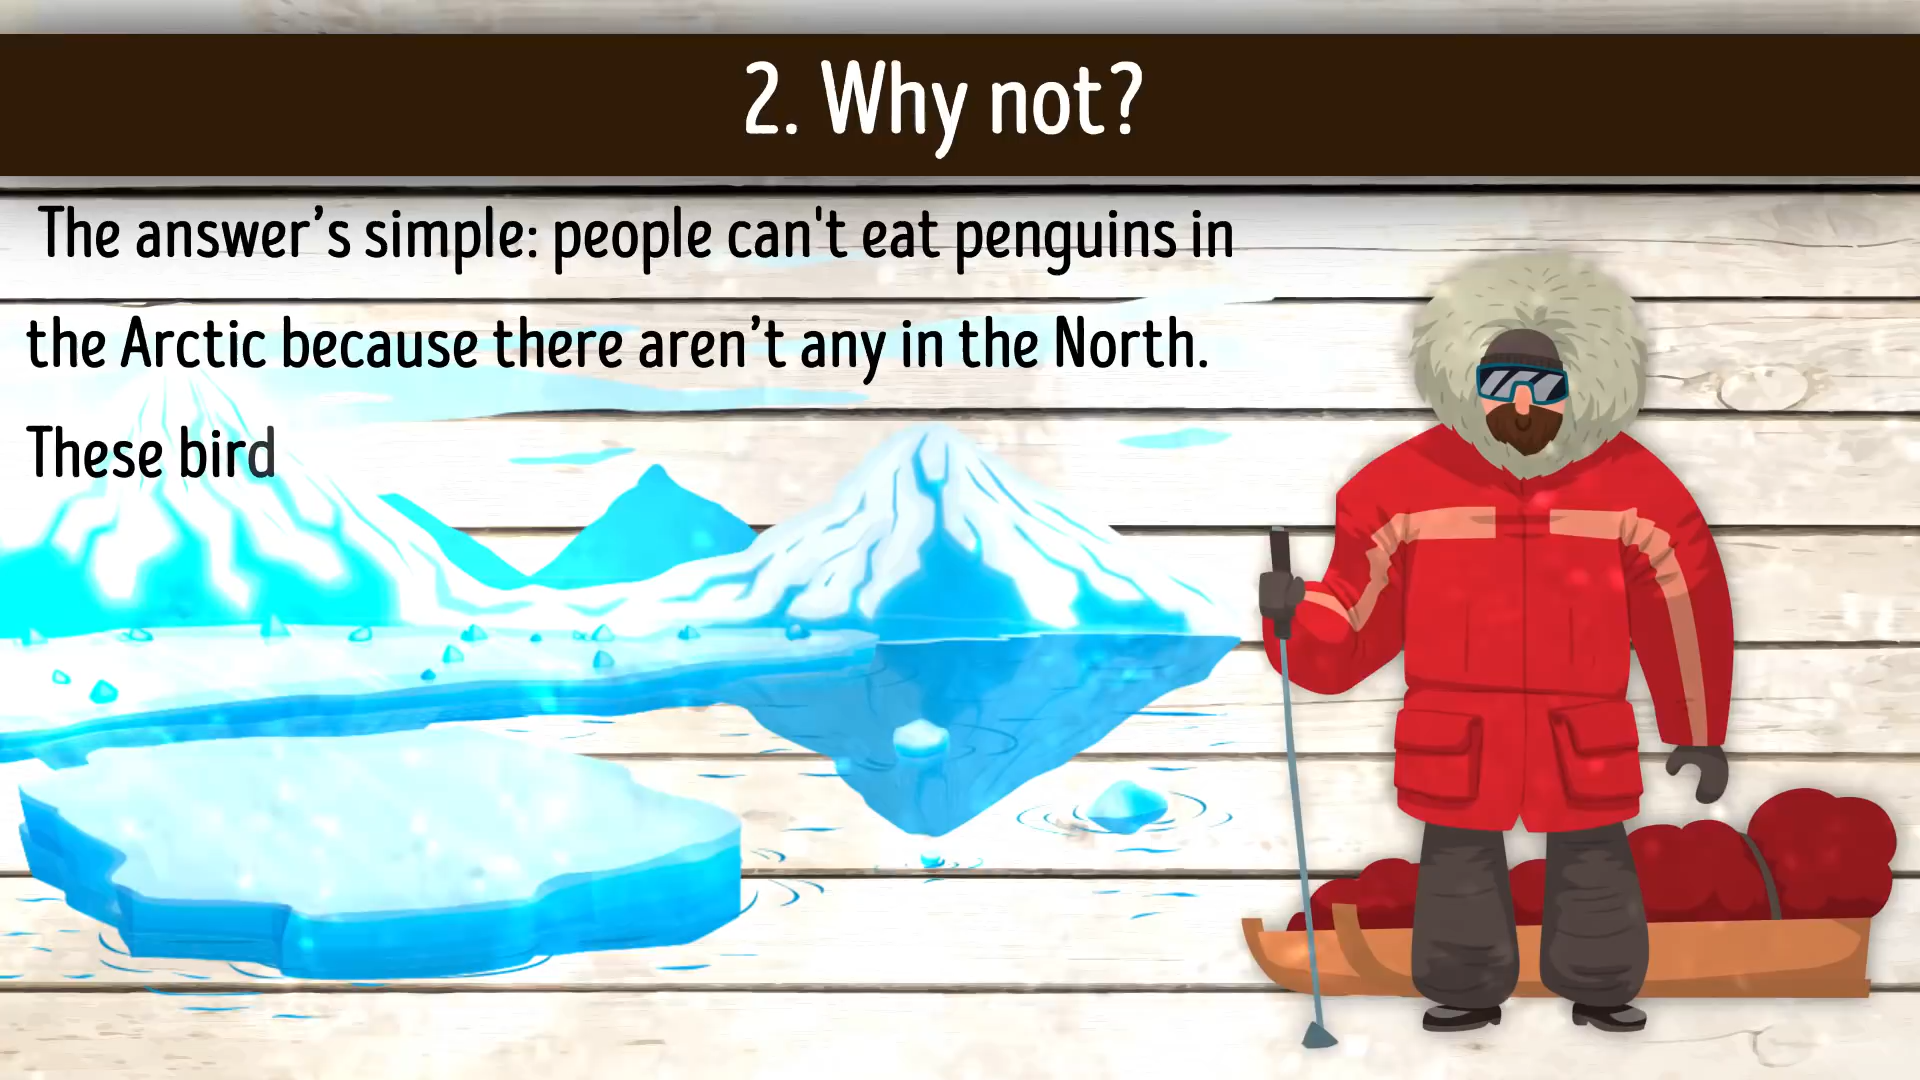 2. Why not?
The answer’s simple: people can't eat penguins in
the Arctic because there aren’t any in the North.
These bird